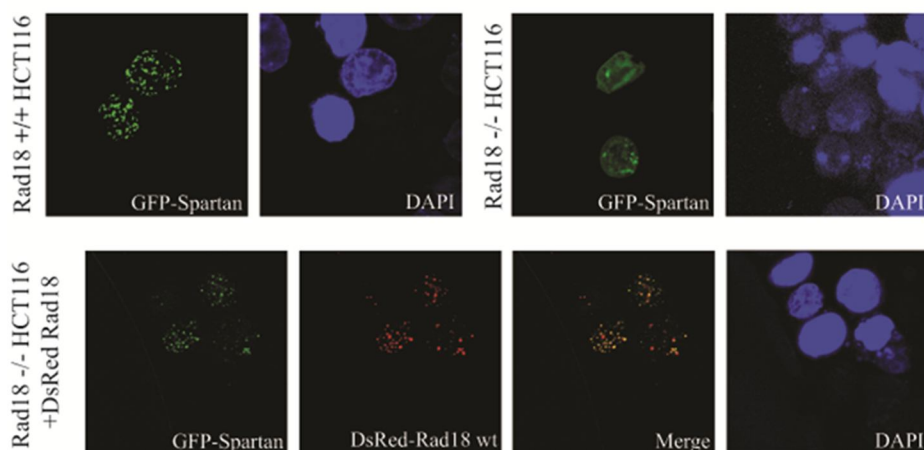 Rad18 +/+ HCT116
GFP-Spartan
DAPI
Rad18 -/- HCT116
GFP-Spartan
DAPI
Rad18 -/- HCT116
+DsRed Rad18
GFP-Spartan
DsRed-Rad18 wt
Merge
DAPI